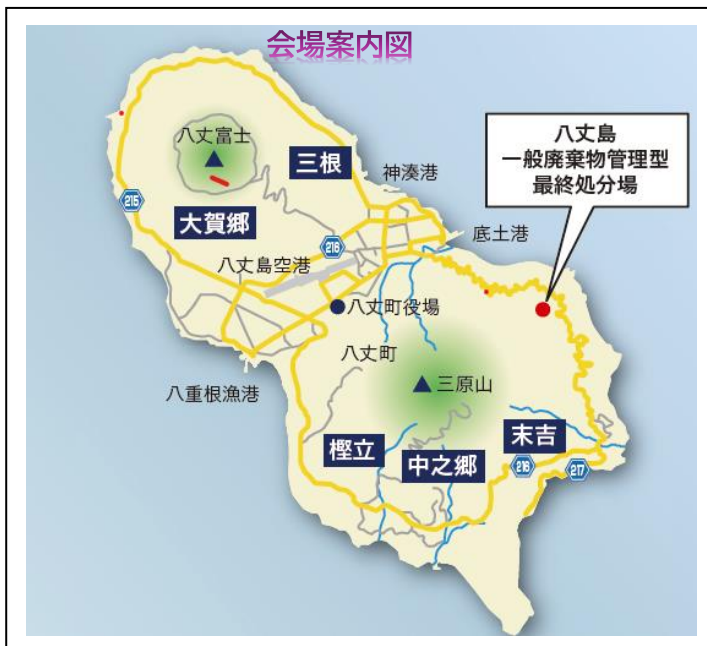 会場案内図
八丈島
一般廃棄物管理型
最終処分場
八丈富士
三根
神湊港
215
大賀郷
底土港
216
八丈島空港
八丈町役場
八丈町
八重根漁港
三原山
樫立
中之郷
末吉
216
217